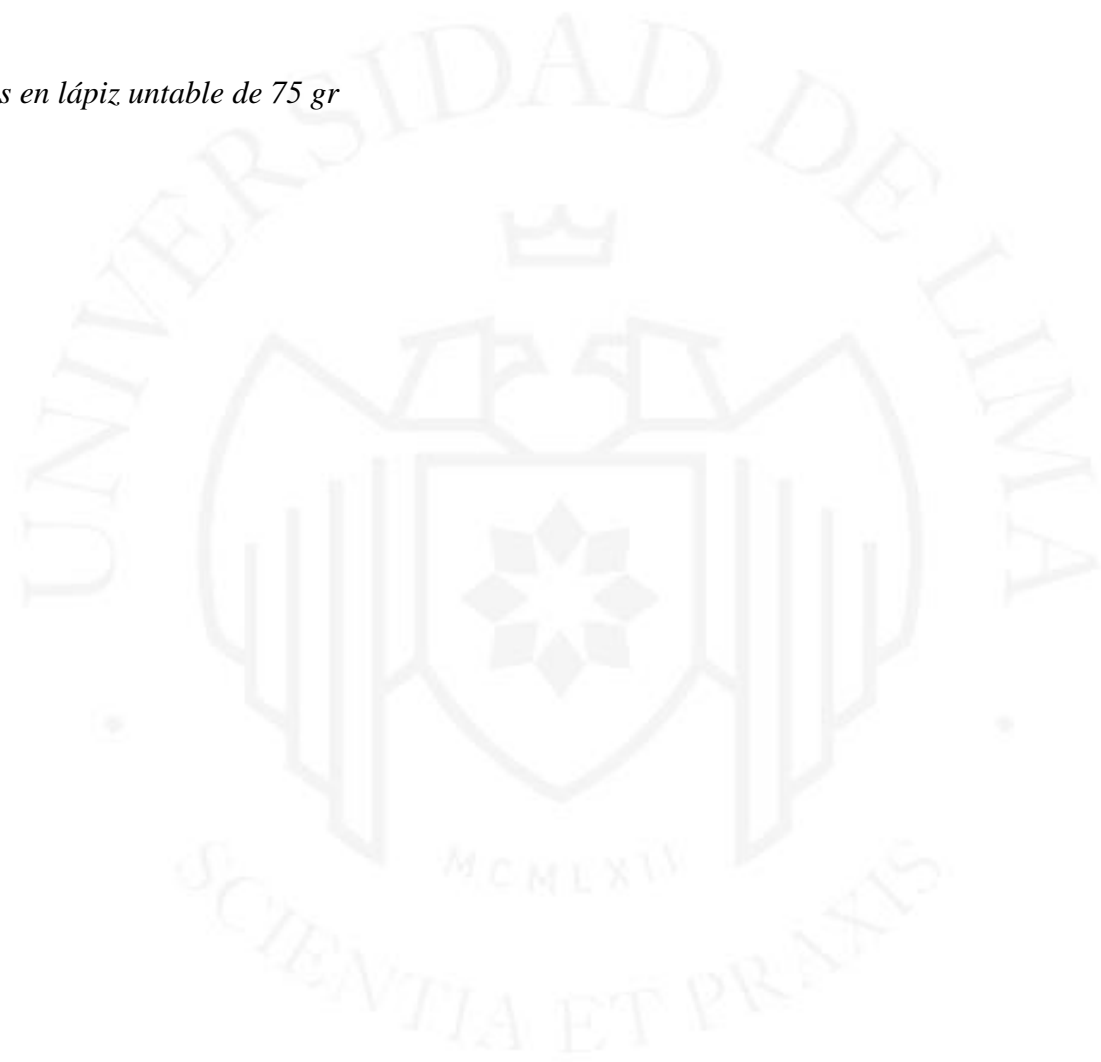 s en lápiz untable de 75 gr
UNIVERSIDAD DE LIMA
MCMLXII
SCIENTIA ET PRAXIS